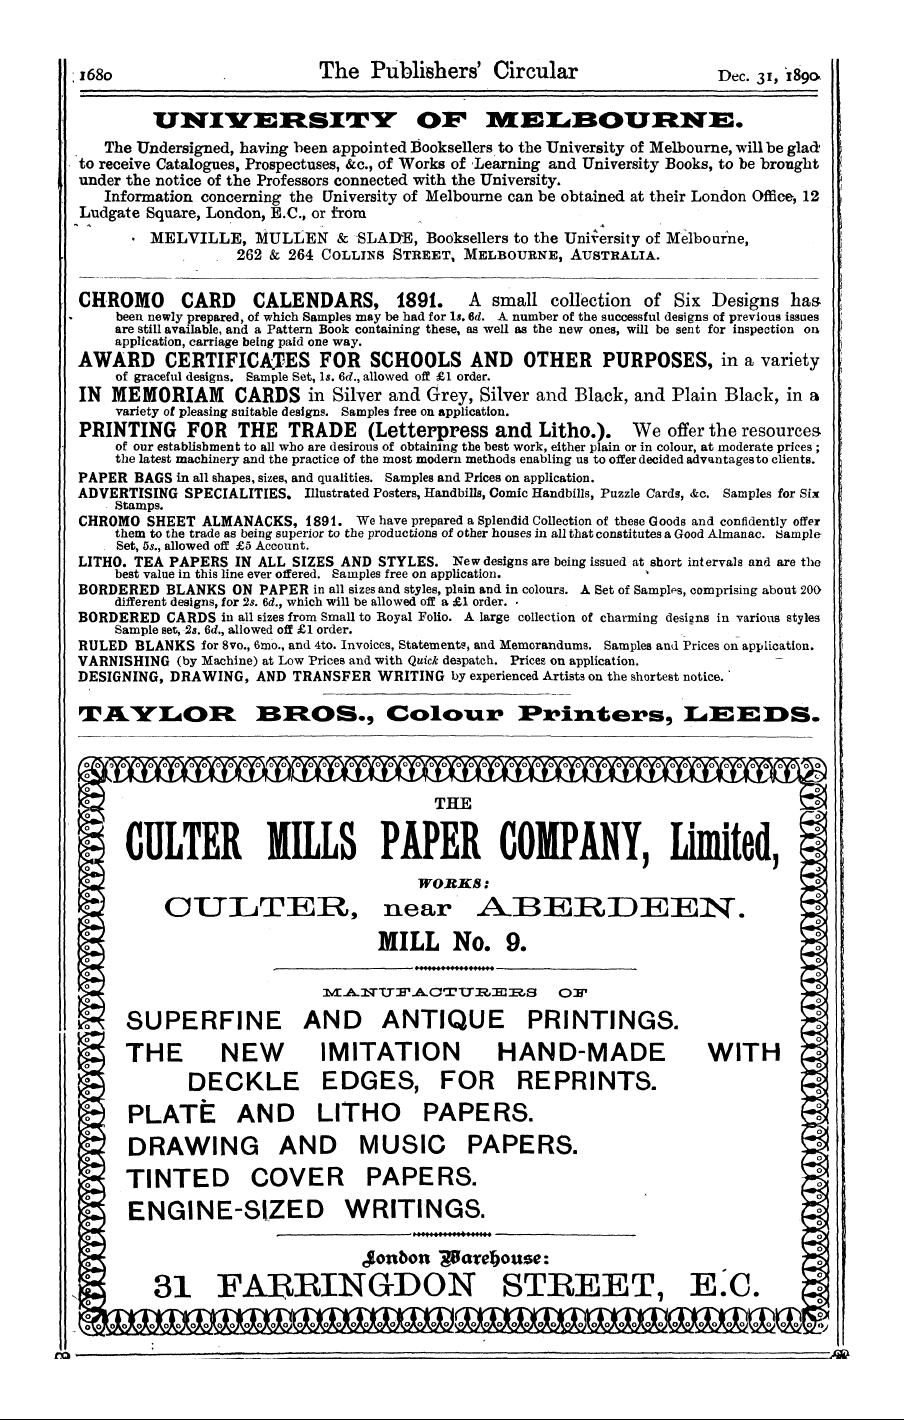 1680
The Publishers' Circular
Dec. 31, 1890
UNIVERSITY OF MELBOURNE.
The Undersigned, having been appointed Booksellers to the University of Melbourne, will be glad
to receive Catalogues, Prospectuses, &c., of Works of Learning and University Books, to be brought
under the notice of the Professors connected with the University.
Information concerning the University of Melbourne can be obtained at their London Office, 12
Ludgate Square, London, E.C., or from
MELVILLE, MULLEN & SLADE, Booksellers to the University of Melbourne,
262 & 264 COLLINS STREET, MELBOURNE, AUSTRALIA.
CHROMO CARD CALENDARS, 1891. A small collection of Six Designs has
been newly prepared, of which Samples may be had for 1s. 6d. A number of the successful designs of previous issues
are still available, and a Pattern Book containing these, as well as the new ones, will be sent for inspection on
application, carriage being paid one way.
AWARD CERTIFICATES FOR SCHOOLS AND OTHER PURPOSES, in a variety
of graceful designs. Sample Set, 1s. 6d., allowed off £1 order.
IN MEMORIAM CARDS in Silver and Grey, Silver and Black, and Plain Black, in a
variety of pleasing suitable designs. Samples free on application.
PRINTING FOR THE TRADE (Letterpress and Litho.). We offer the resources
of our establishment to all who are desirous of obtaining the best work, either plain or in colour, at moderate prices;
the latest machinery and the practice of the most modern methods enabling us to offer decided advantages to clients.
PAPER BAGS in all shapes, sizes, and qualities. Samples and Prices on application.
ADVERTISING SPECIALITIES. Illustrated Posters, Handbills, Comic Handbills, Puzzle Cards, &c. Samples for Six
Stamps.
CHROMO SHEET ALMANACKS, 1891. We have prepared a Splendid Collection of these Goods and confidently offer
them to the trade as being superior to the productions of other houses in all that constitutes a Good Almanac. Sample
Set, 5s., allowed off £5 Account.
LITHO. TEA PAPERS IN ALL SIZES AND STYLES. New designs are being issued at short intervals and are the
best value in this line ever offered. Samples free on application.
BORDERED BLANKS ON PAPER in all sizes and styles, plain and in colours. A Set of Samples, comprising about 200
different designs, for 2s. 6d., which will be allowed off a £1 order.
BORDERED CARDS in all sizes from Small to Royal Folio. A large collection of charming designs in various styles
Sample set, 2s. 6d., allowed off £1 order.
RULED BLANKS for 8vo., 6mo., and 4to. Invoices, Statements, and Memorandums. Samples and Prices on application.
VARNISHING (by Machine) at Low Prices and with Quick despatch. Prices on application.
DESIGNING, DRAWING, AND TRANSFER WRITING by experienced Artists on the shortest notice.
TAYLOR BROS., Colour Printers, LEEDS.
THE
CULTER MILLS PAPER COMPANY, Limited,
WORKS:
CULTER, near ABERDEEN.
MILL No. 9.
MANUFACTURERS OF
SUPERFINE AND ANTIQUE PRINTINGS.
THE NEW IMITATION HAND-MADE WITH
DECKLE EDGES, FOR REPRINTS.
PLATE AND LITHO PAPERS.
DRAWING AND MUSIC PAPERS.
TINTED COVER PAPERS.
ENGINE-SIZED WRITINGS.
London Warehouse:
31 FARRINGDON STREET, E.C.